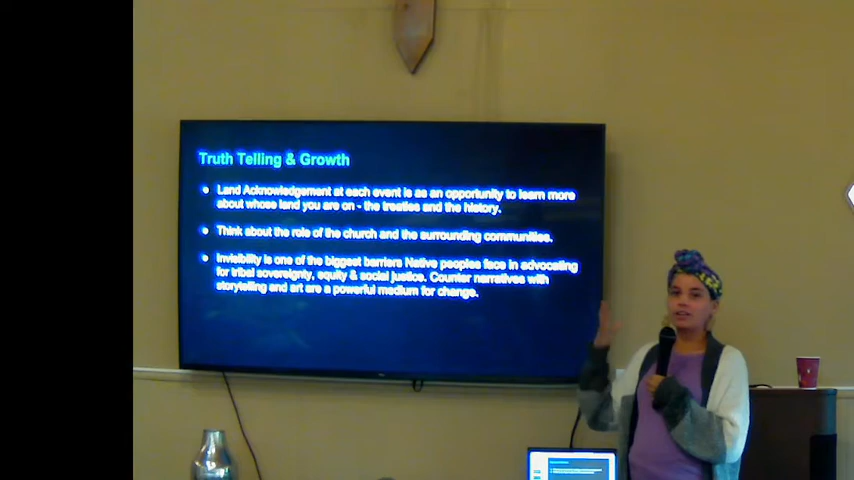 Truth Telling & Growth
● Land Acknowledgement at each event is as an opportunity to learn more
about whose land you are on - the treaties and the history.
● Think about the role of the church and the surrounding communities.
● Invisibility is one of the biggest barriers Native peoples face in advocating
for tribal sovereignty, equity & social justice. Counter narratives with
storytelling and art are a powerful medium for change.